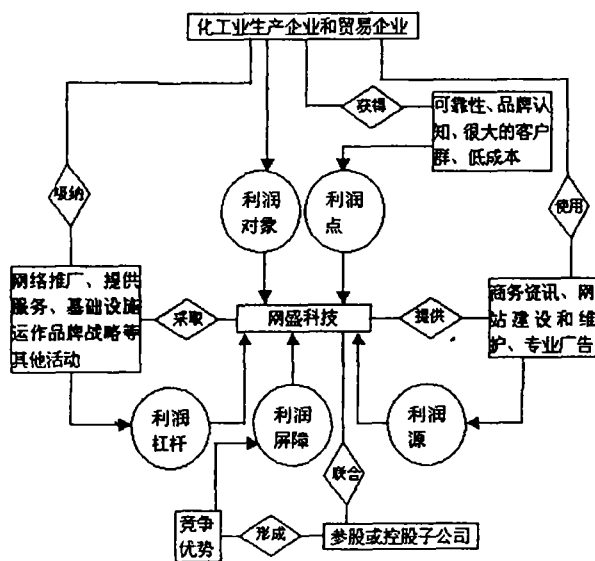 化工业生产企业和贸易企业
获得
可靠性、品牌认
知、很大的客户
群、低成本
吸纳
利润
对象
利润
点
使用
网络推广、提供
服务、基础设施
运作品牌战略等
其他活动
采取
网盛科技
提供
商务资讯、网
站建设和维
护、专业广告
利润
杠杆
利润
屏障
利润
源
联合
竞争
优势
形成
参股或控股子公司